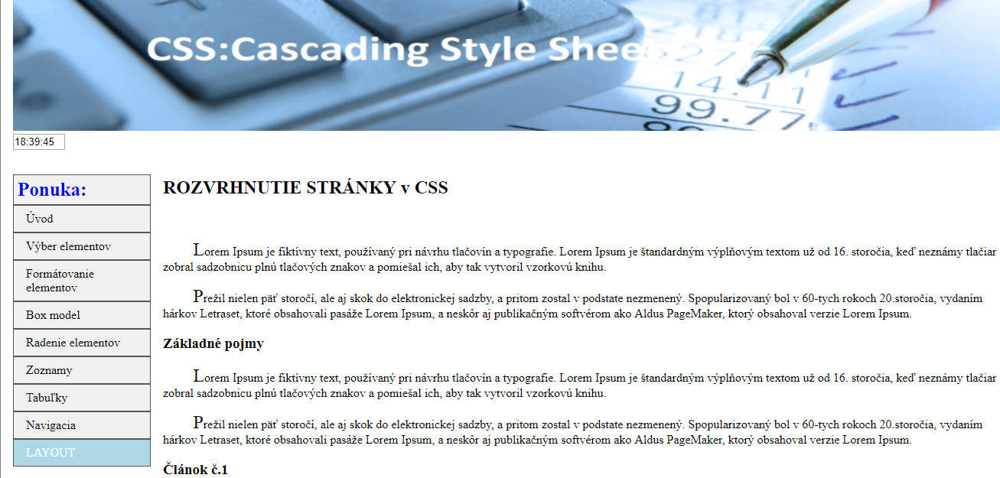 CSS:Cascading Style Shee
14.11
99.77
18:39:45
Ponuka:
Úvod
Výber elementov
Formátovanie
elementov
Box model
Radenie elementov
Zoznamy
Tabuľky
Navigacia
LAYOUT
ROZVRHNUTIE STRÁNKY v CSS
Lorem Ipsum je fiktívny text, používaný pri návrhu tlačovín a typografie. Lorem Ipsum je štandardným výplňovým textom už od 16. storočia, keď neznámy tlačiar
zobral sadzobnicu plnú tlačových znakov a pomiešal ich, aby tak vytvoril vzorkovú knihu.
Prežil nielen päť storočí, ale aj skok do elektronickej sadzby, a pritom zostal v podstate nezmenený. Spopularizovaný bol v 60-tych rokoch 20.storočia, vydaním
hárkov Letraset, ktoré obsahovali pasáže Lorem Ipsum, a neskôr aj publikačným softvérom ako Aldus PageMaker, ktorý obsahoval verzie Lorem Ipsum.
Základné pojmy
Lorem Ipsum je fiktívny text, používaný pri návrhu tlačovín a typografie. Lorem Ipsum je štandardným výplňovým textom už od 16. storočia, keď neznámy tlačiar
zobral sadzobnicu plnú tlačových znakov a pomiešal ich, aby tak vytvoril vzorkovú knihu.
Prežil nielen päť storočí, ale aj skok do elektronickej sadzby, a pritom zostal v podstate nezmenený. Spopularizovaný bol v 60-tych rokoch 20.storočia, vydaním
hárkov Letraset, ktoré obsahovali pasáže Lorem Ipsum, a neskôr aj publikačným softvérom ako Aldus PageMaker, ktorý obsahoval verzie Lorem Ipsum.
Článok č.1